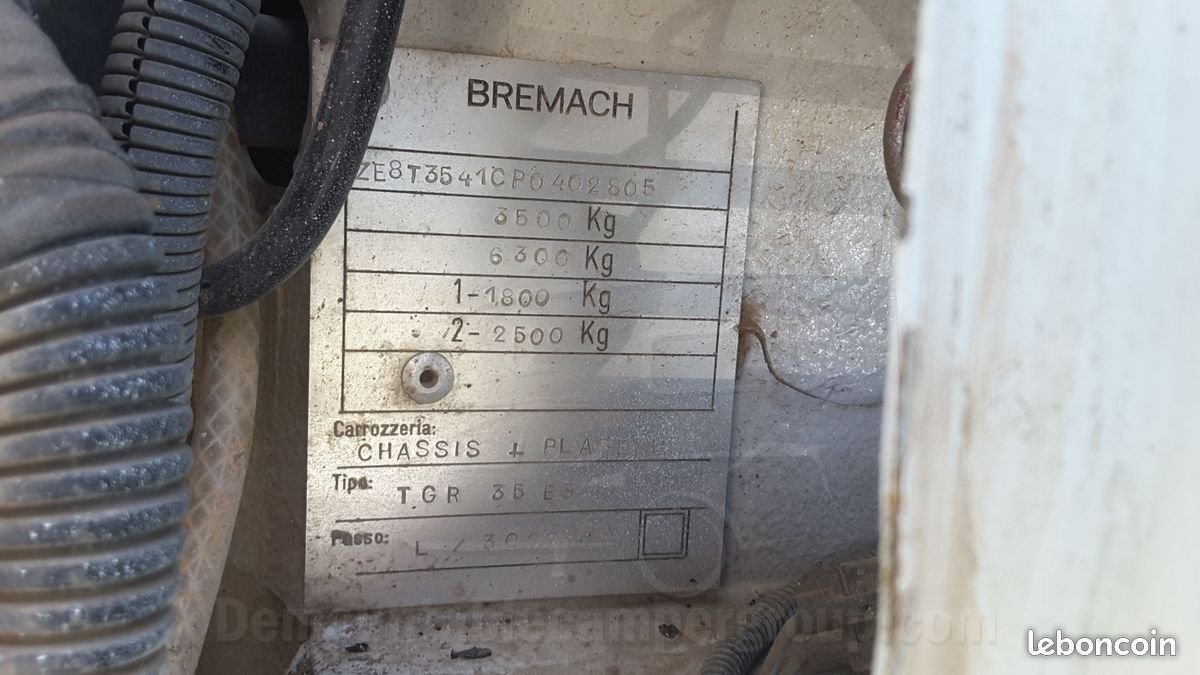 BREMACH
ZE8T3541CP0402805
3500 Kg
6300 Kg
1-1800 Kg
2-2500 Kg
Carrozzeria:
CHASSIS +
Tipo:
TGR 35
Passo:
L /
leboncoin